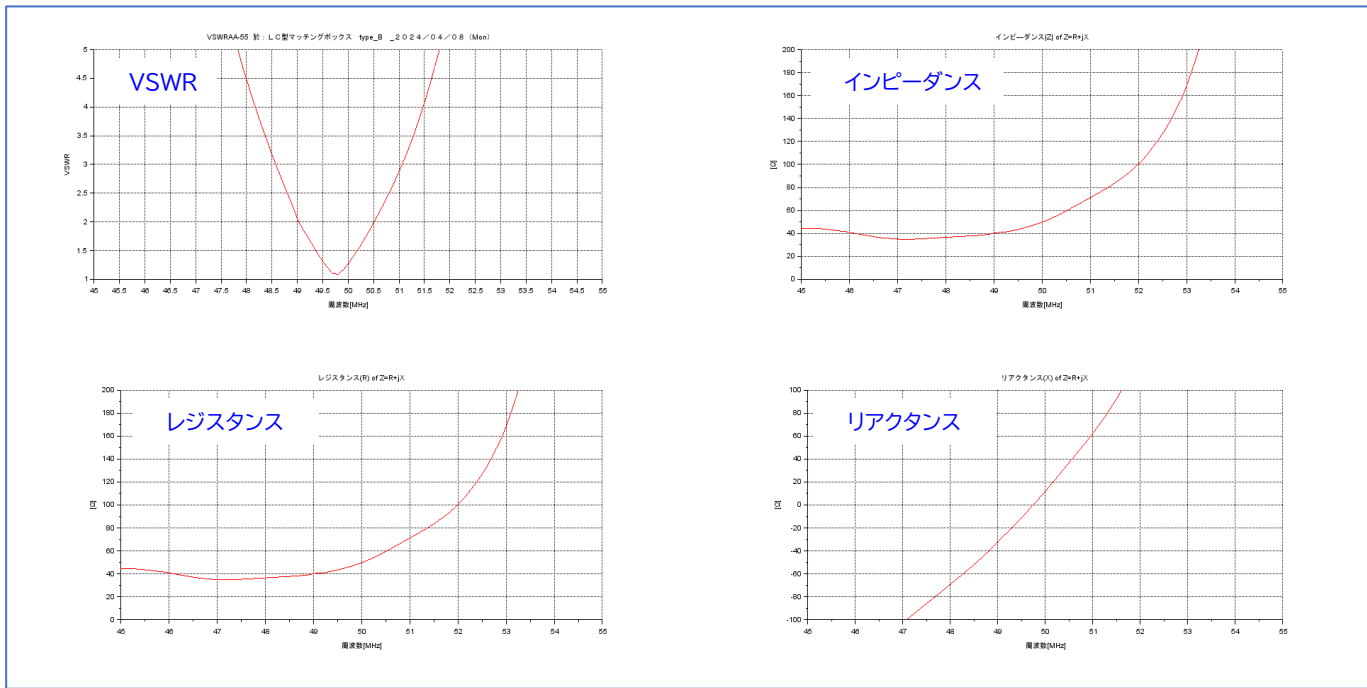 VSWRAA-55 於：ＬＣ型マッチングボックス type_B _２０２４／０４／０８（Mon）
VSWR
5
4.5
4
3.5
3
2.5
2
1.5
1
VSWR
45 45.5 46 46.5 47 47.5 48 48.5 49 49.5 50 50.5 51 51.5 52 52.5 53 53.5 54 54.5 55
周波数[MHz]
インピーダンス|Z| of Z=R+jX
インピーダンス
200
180
160
140
120
100
80
60
40
20
0
[Ω]
45 46 47 48 49 50 51 52 53 54 55
周波数[MHz]
レジスタンス(R) of Z=R+jX
レジスタンス
200
180
160
140
120
100
80
60
40
20
0
[Ω]
45 46 47 48 49 50 51 52 53 54 55
周波数[MHz]
リアクタンス(X) of Z=R+jX
リアクタンス
100
80
60
40
20
0
-20
-40
-60
-80
-100
[Ω]
45 46 47 48 49 50 51 52 53 54 55
周波数[MHz]